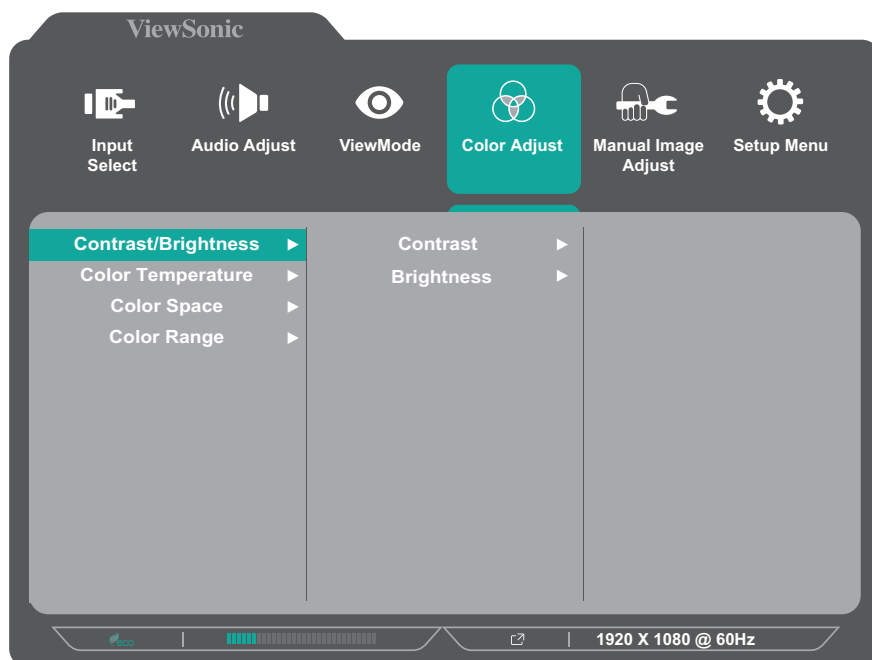 ViewSonic
Input
Select
Audio Adjust
ViewMode
Color Adjust
Manual Image
Adjust
Setup Menu
Contrast/Brightness
Contrast
Color Temperature
Brightness
Color Space
Color Range
eco
1920 X 1080 @ 60Hz